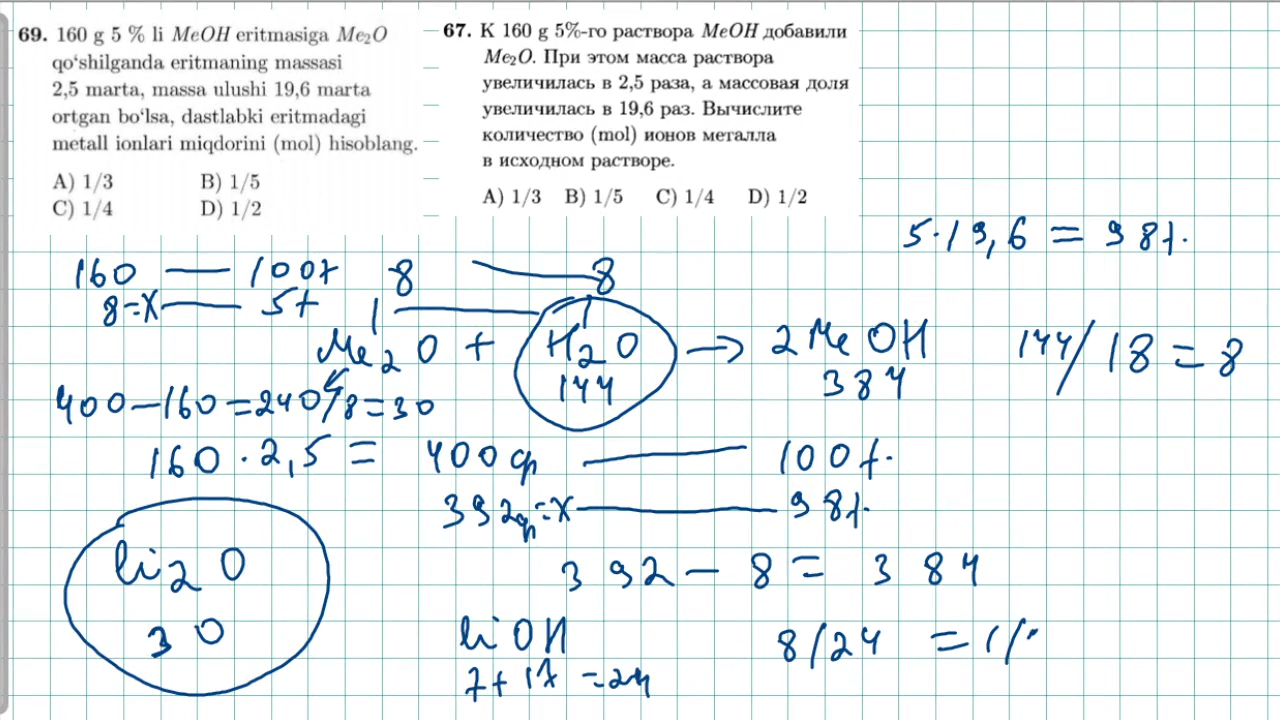 69. 160 g 5 % li MeOH eritmasiga Me₂O
qo‘shilganda eritmaning massasi
2,5 marta, massa ulushi 19,6 marta
ortgan bo‘lsa, dastlabki eritmadagi
metall ionlari miqdorini (mol) hisoblang.
A) 1/3 B) 1/5
C) 1/4 D) 1/2
67. К 160 g 5%-го раствора MeOH добавили
Me₂O. При этом масса раствора
увеличилась в 2,5 раза, а массовая доля
увеличилась в 19,6 раз. Вычислите
количество (mol) ионов металла
в исходном растворе.
A) 1/3 B) 1/5 C) 1/4 D) 1/2
5·19,6 = 98%.
160 — 100%
8=X — 5%
8 — 8
1 — 1
Me₂O + H₂O → 2MeOH
144
384
144/18=8
400–160=240/8=30
160·2,5= 400 — 100%.
392=X — 98%.
392–8=384
Li₂O
30
LiOH
7+17=24
8/24 =1/